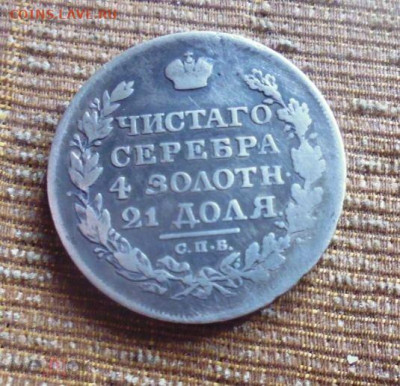 COINS.LAVE.RU
ЧИСТАГО
СЕРЕБРА
4 ЗОЛОТН.
21 ДОЛЯ
С.П.Б.